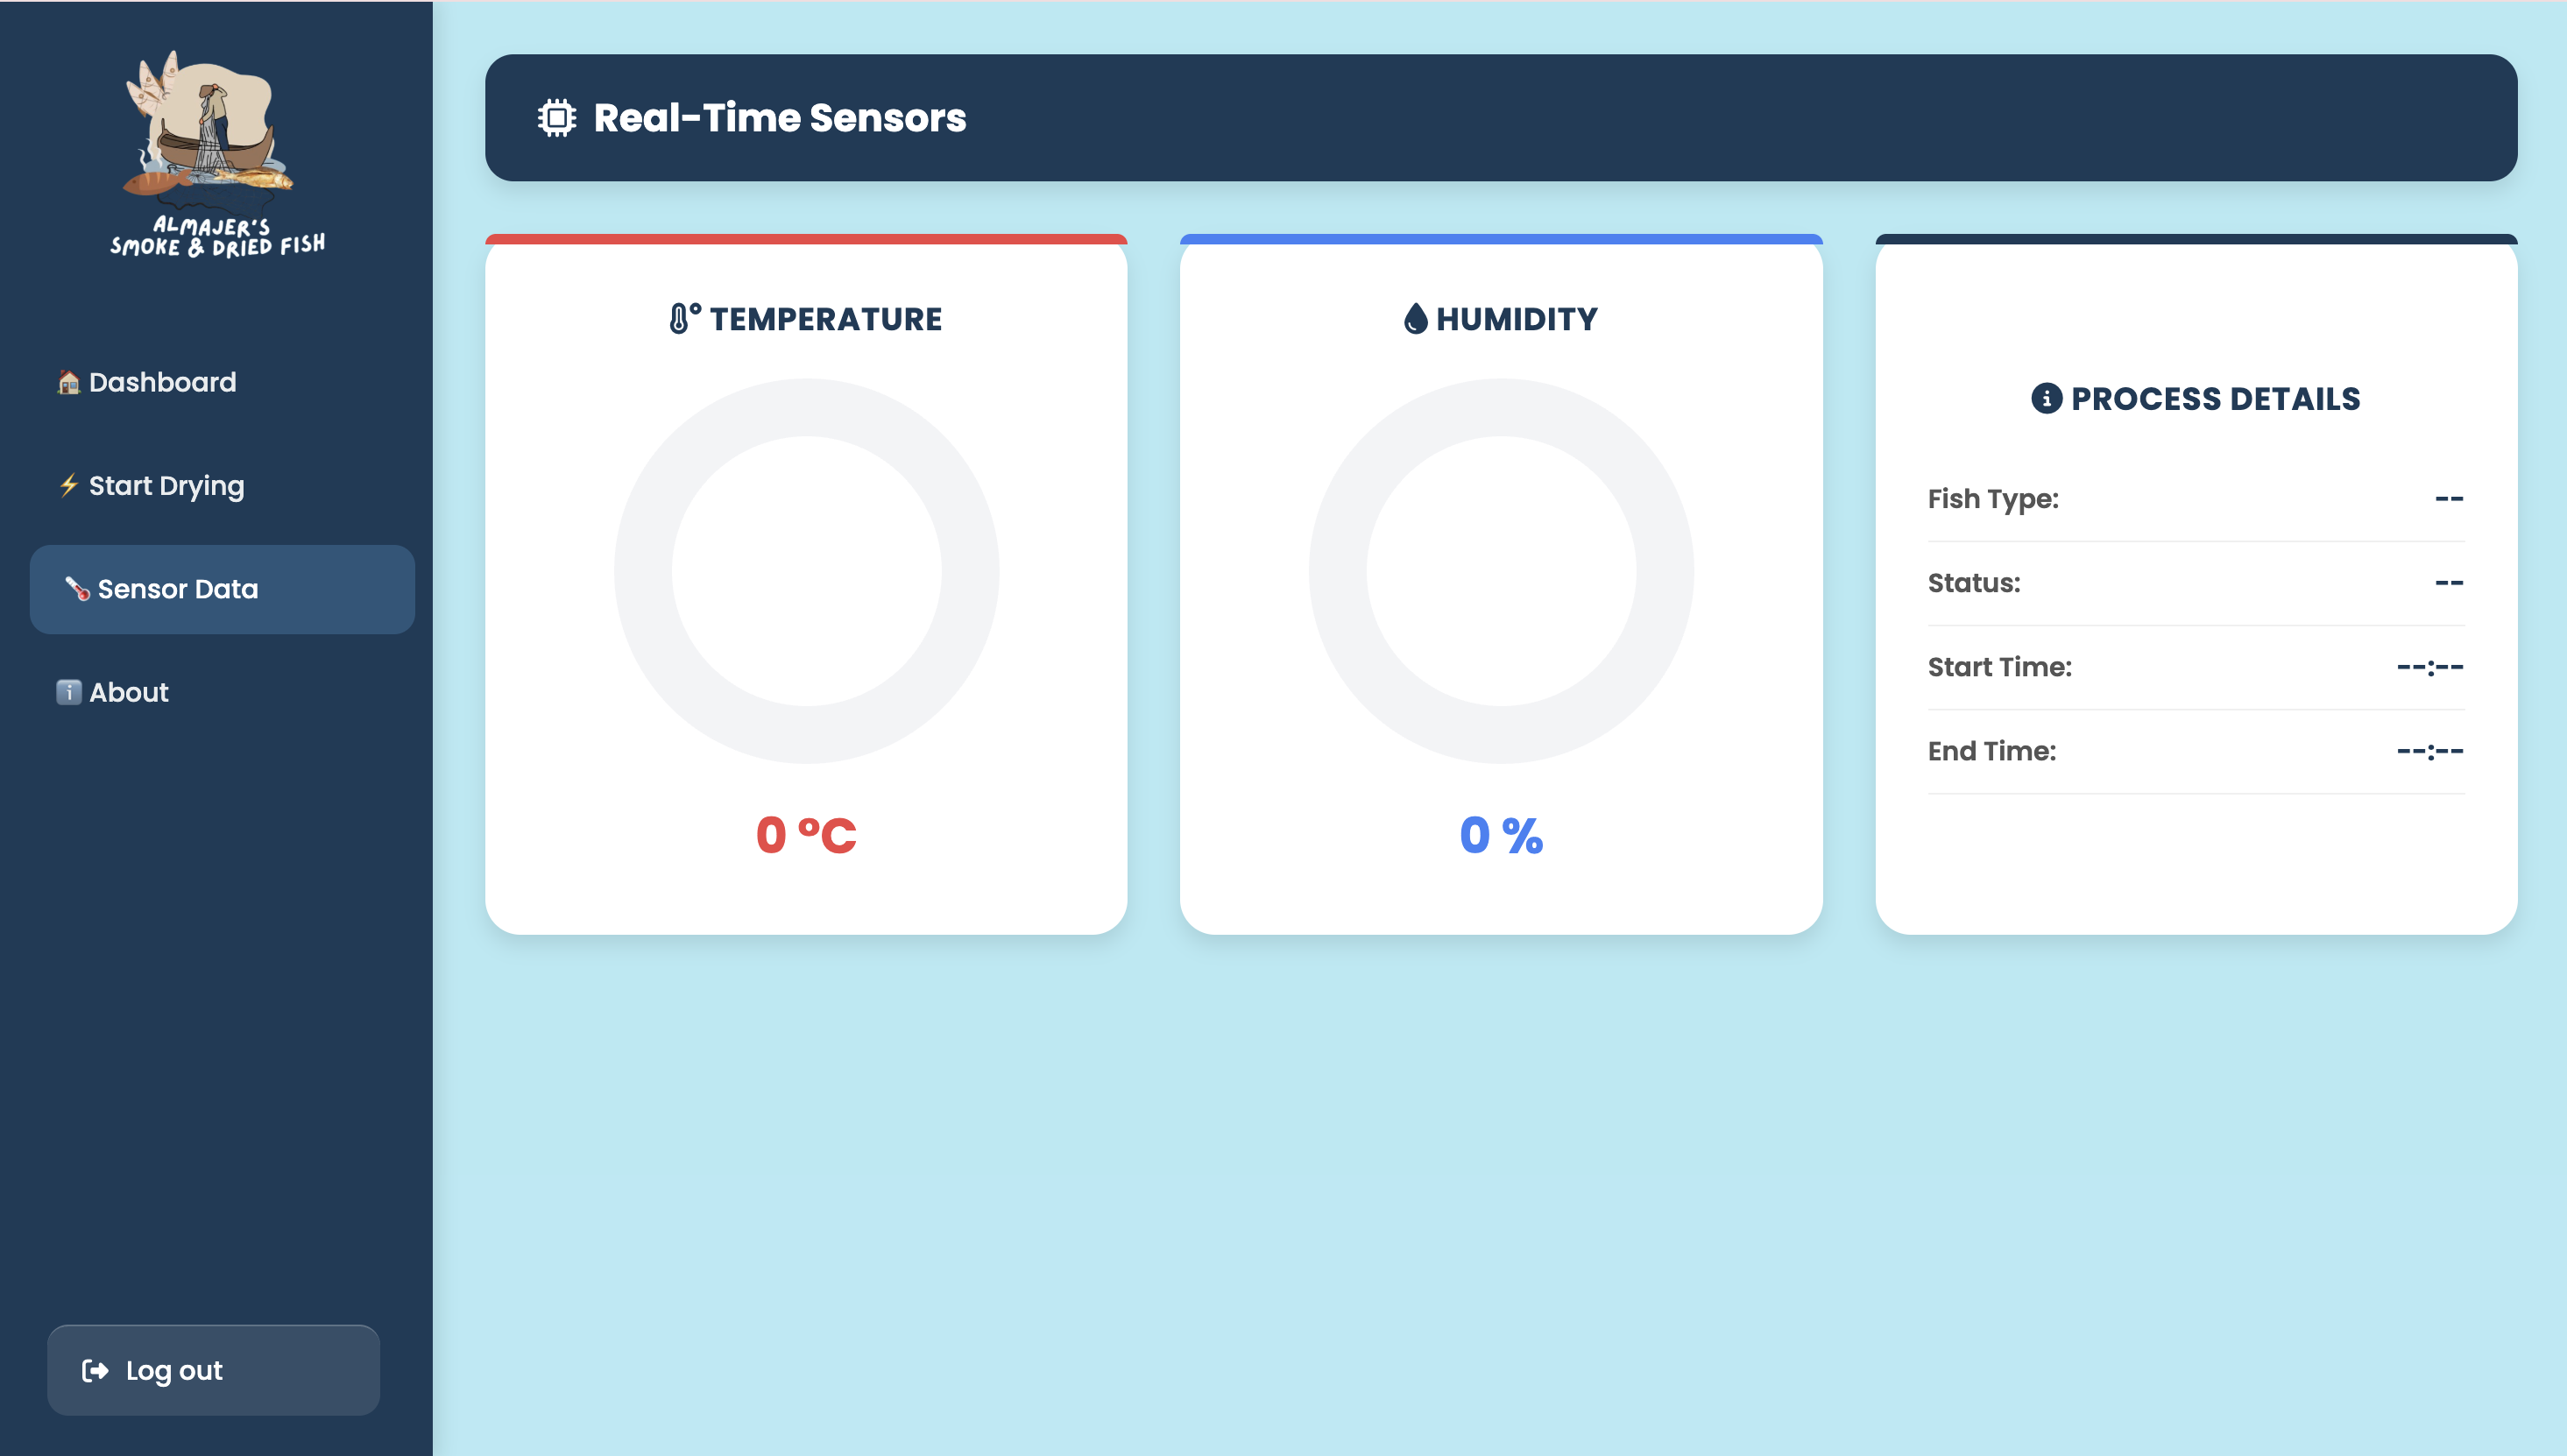 ALMAJER'S
SMOKE & DRIED FISH
Dashboard
Start Drying
Sensor Data
About
Log out
Real-Time Sensors
TEMPERATURE
0 °C
HUMIDITY
0 %
PROCESS DETAILS
Fish Type: --
Status: --
Start Time: --:--
End Time: --:--